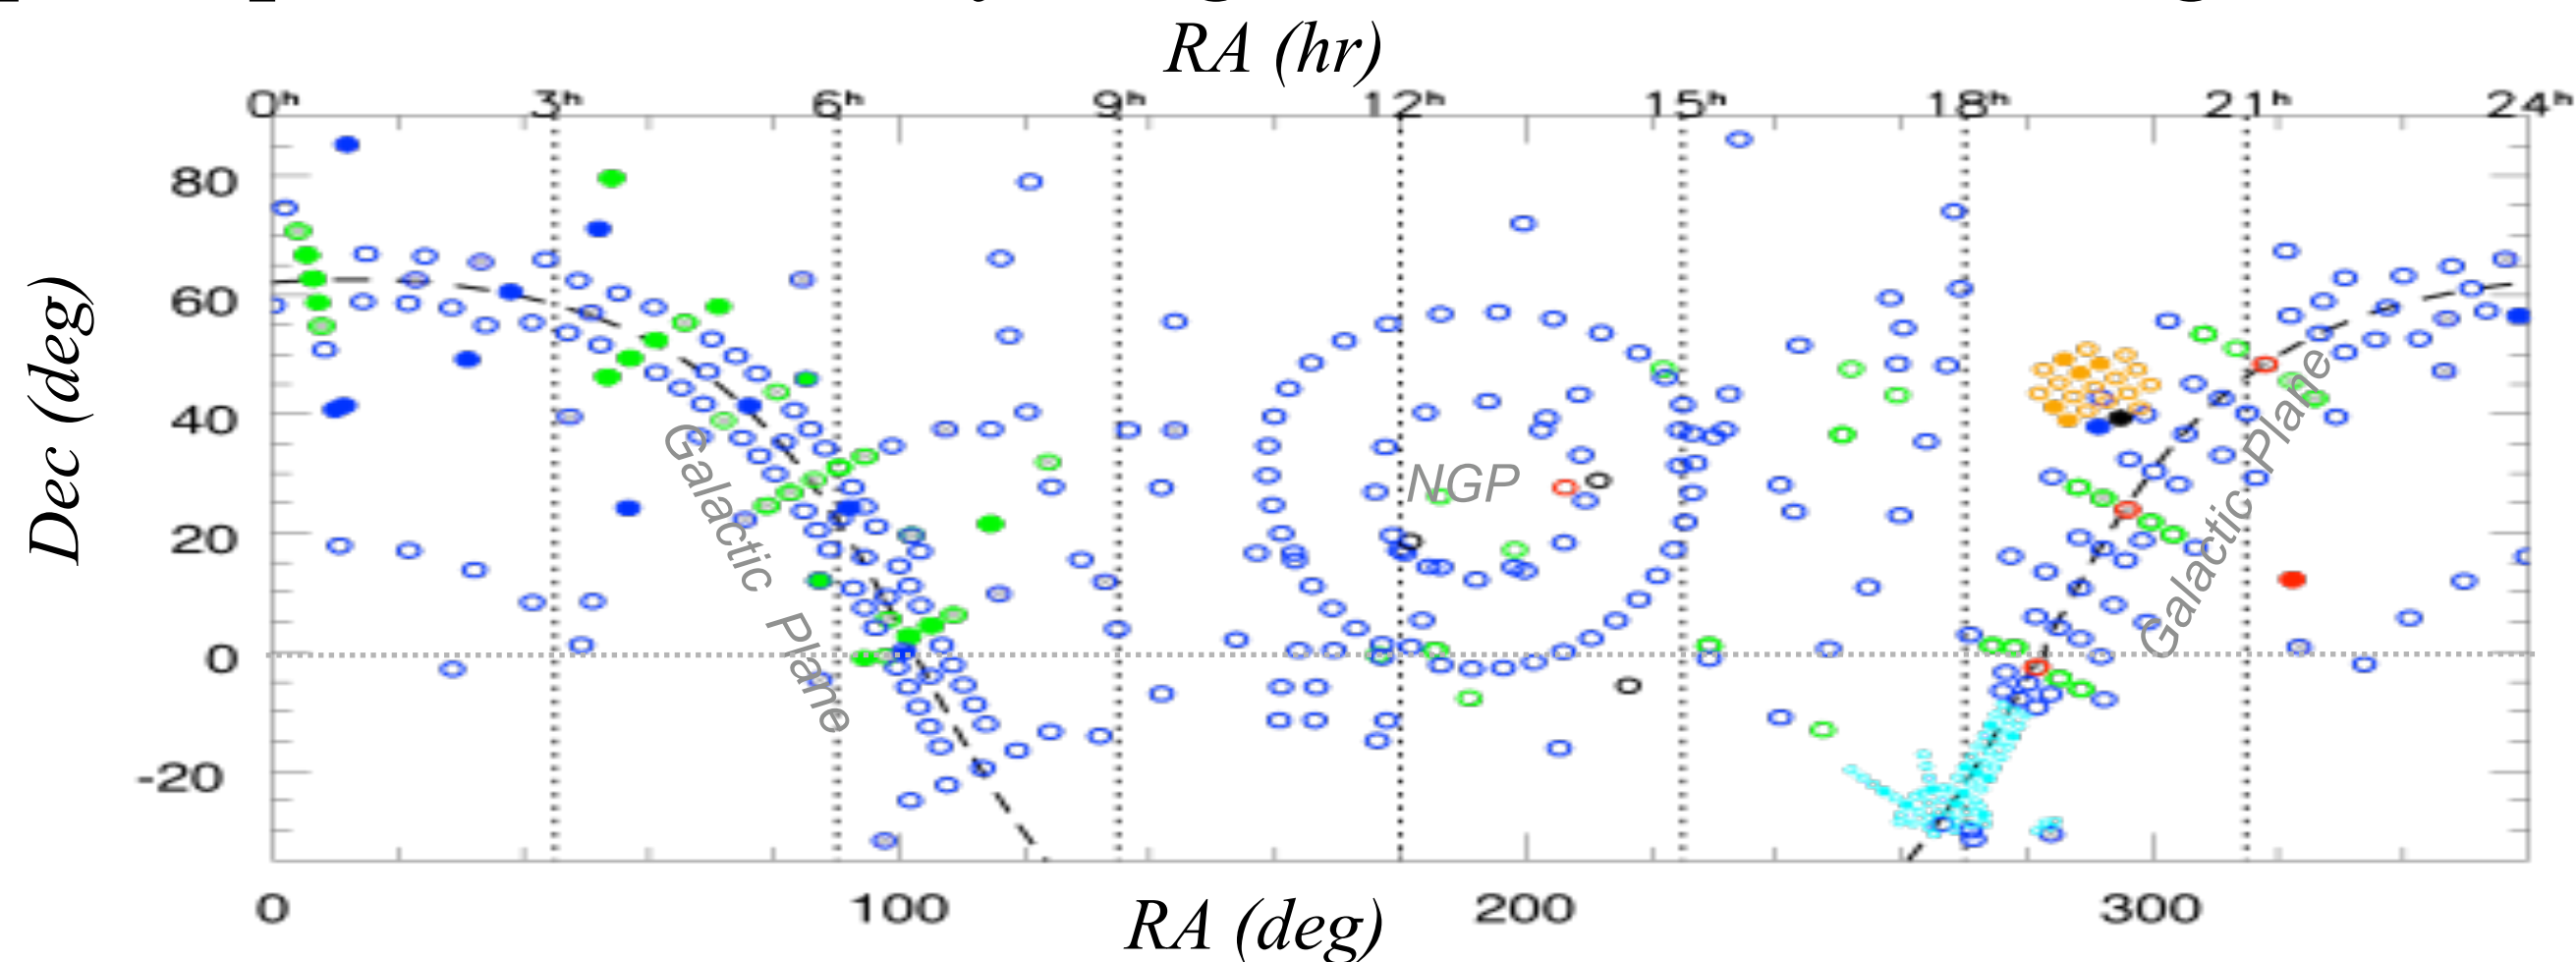 RA (hr)
0ʰ 3ʰ 6ʰ 9ʰ 12ʰ 15ʰ 18ʰ 21ʰ 24ʰ
80
60
40
20
0
-20
Dec (deg)
Galactic Plane
NGP
Galactic Plane
0 100 200 300
RA (deg)